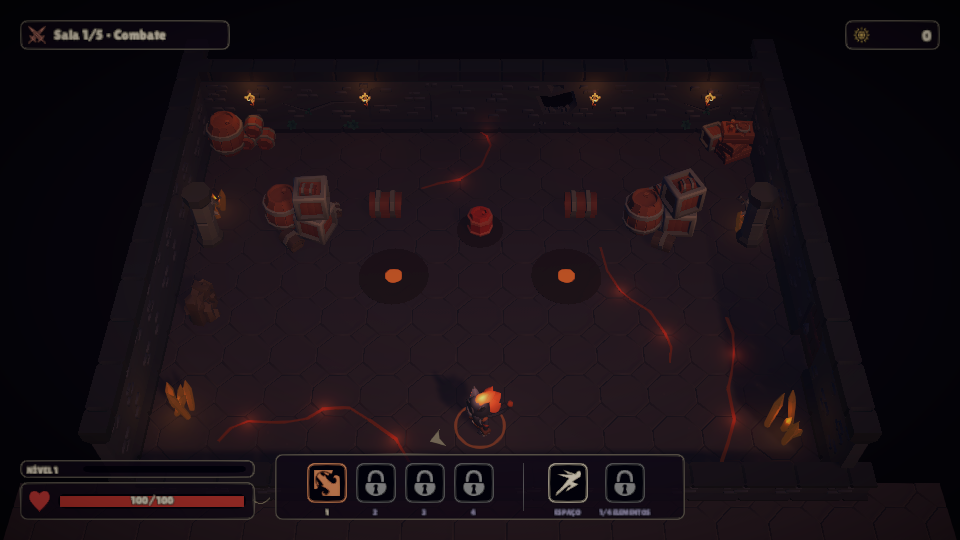 Sala 1/5 - Combate
0
NÍVEL 1
100/100
1
2
3
4
ESPAÇO
1/4 ELEMENTOS